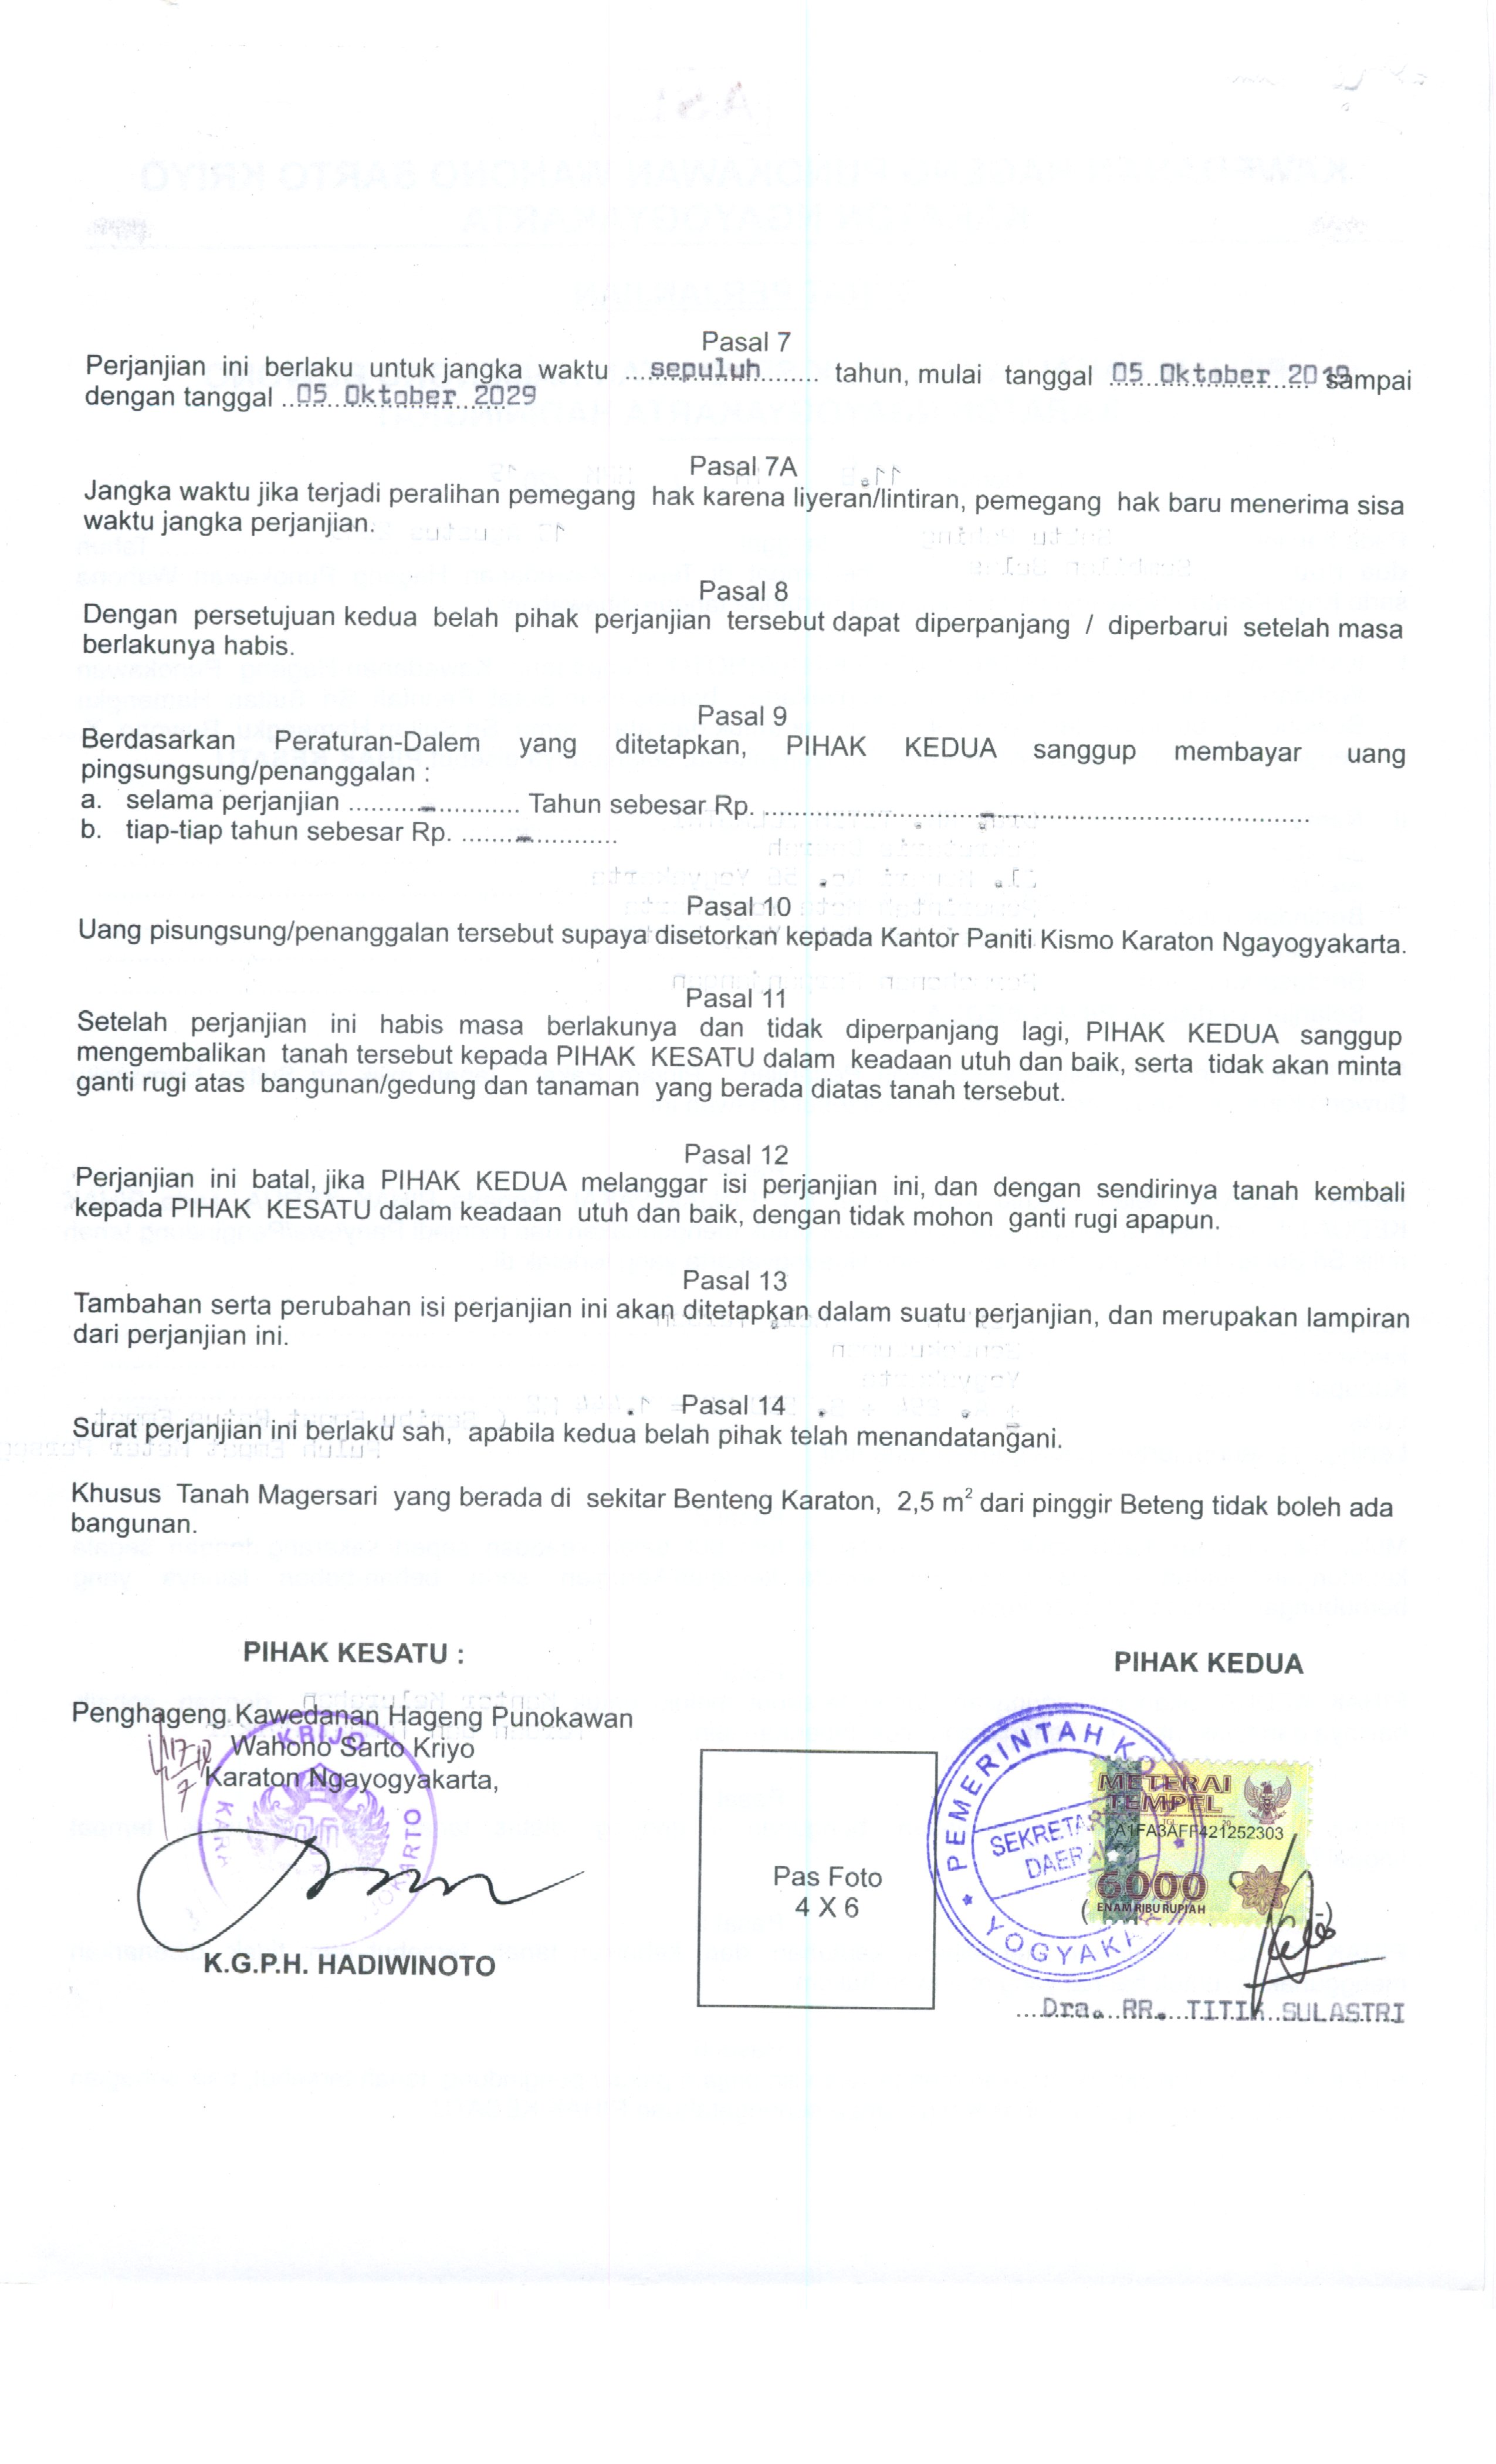 Pasal 7
Perjanjian ini berlaku untuk jangka waktu ...sepuluh........ tahun, mulai tanggal 05 Oktober 2019 sampai
dengan tanggal ..05 Oktober 2029
Pasal 7A
Jangka waktu jika terjadi peralihan pemegang hak karena liyeran/lintiran, pemegang hak baru menerima sisa
waktu jangka perjanjian.
Pasal 8
Dengan persetujuan kedua belah pihak perjanjian tersebut dapat diperpanjang / diperbarui setelah masa
berlakunya habis.
Pasal 9
Berdasarkan Peraturan-Dalem yang ditetapkan, PIHAK KEDUA sanggup membayar uang
pingsungsung/penanggalan :
a. selama perjanjian ..........-........... Tahun sebesar Rp. ..............................-..........................................
b. tiap-tiap tahun sebesar Rp. .......-............
Pasal 10
Uang pisungsung/penanggalan tersebut supaya disetorkan kepada Kantor Paniti Kismo Karaton Ngayogyakarta.
Pasal 11
Setelah perjanjian ini habis masa berlakunya dan tidak diperpanjang lagi, PIHAK KEDUA sanggup
mengembalikan tanah tersebut kepada PIHAK KESATU dalam keadaan utuh dan baik, serta tidak akan minta
ganti rugi atas bangunan/gedung dan tanaman yang berada diatas tanah tersebut.
Pasal 12
Perjanjian ini batal, jika PIHAK KEDUA melanggar isi perjanjian ini, dan dengan sendirinya tanah kembali
kepada PIHAK KESATU dalam keadaan utuh dan baik, dengan tidak mohon ganti rugi apapun.
Pasal 13
Tambahan serta perubahan isi perjanjian ini akan ditetapkan dalam suatu perjanjian, dan merupakan lampiran
dari perjanjian ini.
Pasal 14
Surat perjanjian ini berlaku sah, apabila kedua belah pihak telah menandatangani.
Khusus Tanah Magersari yang berada di sekitar Benteng Karaton, 2,5 m² dari pinggir Beteng tidak boleh ada
bangunan.
PIHAK KESATU :
PIHAK KEDUA
Penghageng Kawedanan Hageng Punokawan
Wahono Sarto Kriyo
Karaton Ngayogyakarta,
KRIJO
K.G.P.H. HADIWINOTO
Pas Foto
4 X 6
PEMERINTAH
SEKRETAR
DAERA
YOGYAK
METERAI
TEMPEL
A1FA3AFF421252303
6000
ENAM RIBU RUPIAH
Dra. RR. TITIK SULASTRI